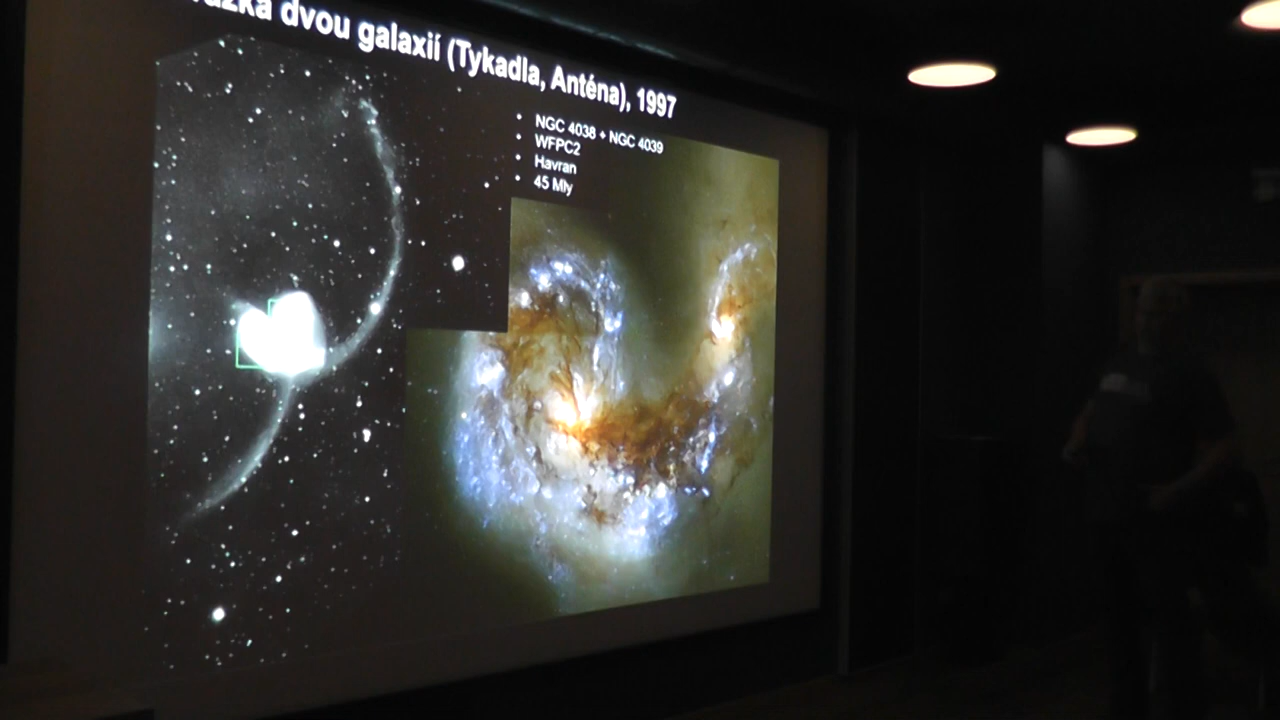 dvou galaxií (Tykadla, Anténa), 1997
NGC 4038 + NGC 4039
WFPC2
Havran
45 Mly